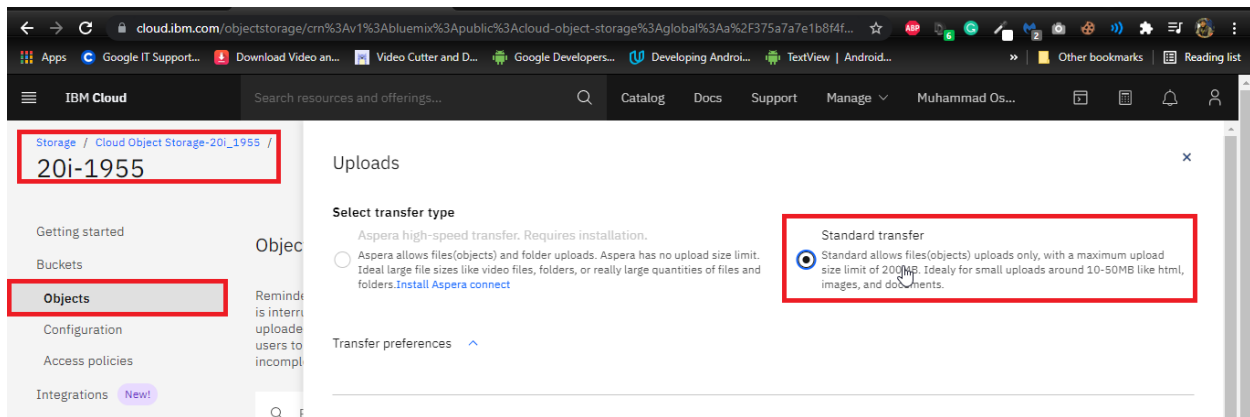 cloud.ibm.com/objectstorage/crn%3Av1%3Abluemix%3Apublic%3Acloud-object-storage%3Aglobal%3Aa%2F375a7a7e1b8f4f...
ABP
6
G
2
Apps
Google IT Support...
Download Video an...
Video Cutter and D...
Google Developers...
Developing Androi...
TextView | Android...
»
Other bookmarks
Reading list
IBM Cloud
Search resources and offerings...
Catalog
Docs
Support
Manage
Muhammad Os...
Storage / Cloud Object Storage-20i_1955 /
20i-1955
Getting started
Buckets
Objects
Configuration
Access policies
Integrations New!
Objec
Reminde
is interru
uploade
users to
incompl
Uploads
Select transfer type
Aspera high-speed transfer. Requires installation.
Aspera allows files(objects) and folder uploads. Aspera has no upload size limit.
Ideal large file sizes like video files, folders, or really large quantities of files and
folders.Install Aspera connect
Standard transfer
Standard allows files(objects) uploads only, with a maximum upload
size limit of 200MB. Idealy for small uploads around 10-50MB like html,
images, and documents.
Transfer preferences